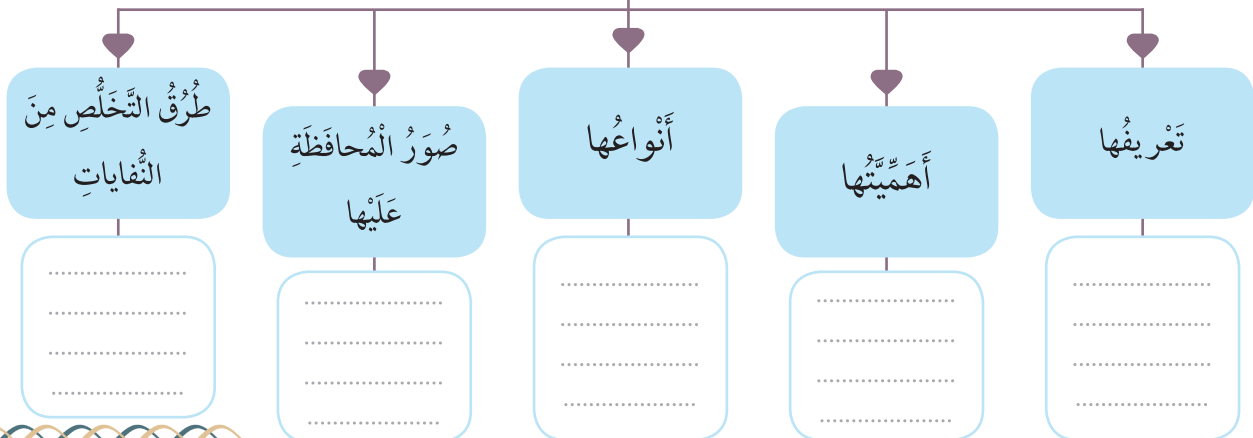 تَعْريفُها
أَهَمِّيَّتُها
أَنْواعُها
صُوَرُ الْمُحافَظَةِ
عَلَيْها
طُرُقُ التَّخَلُّصِ مِنَ
النُّفاياتِ